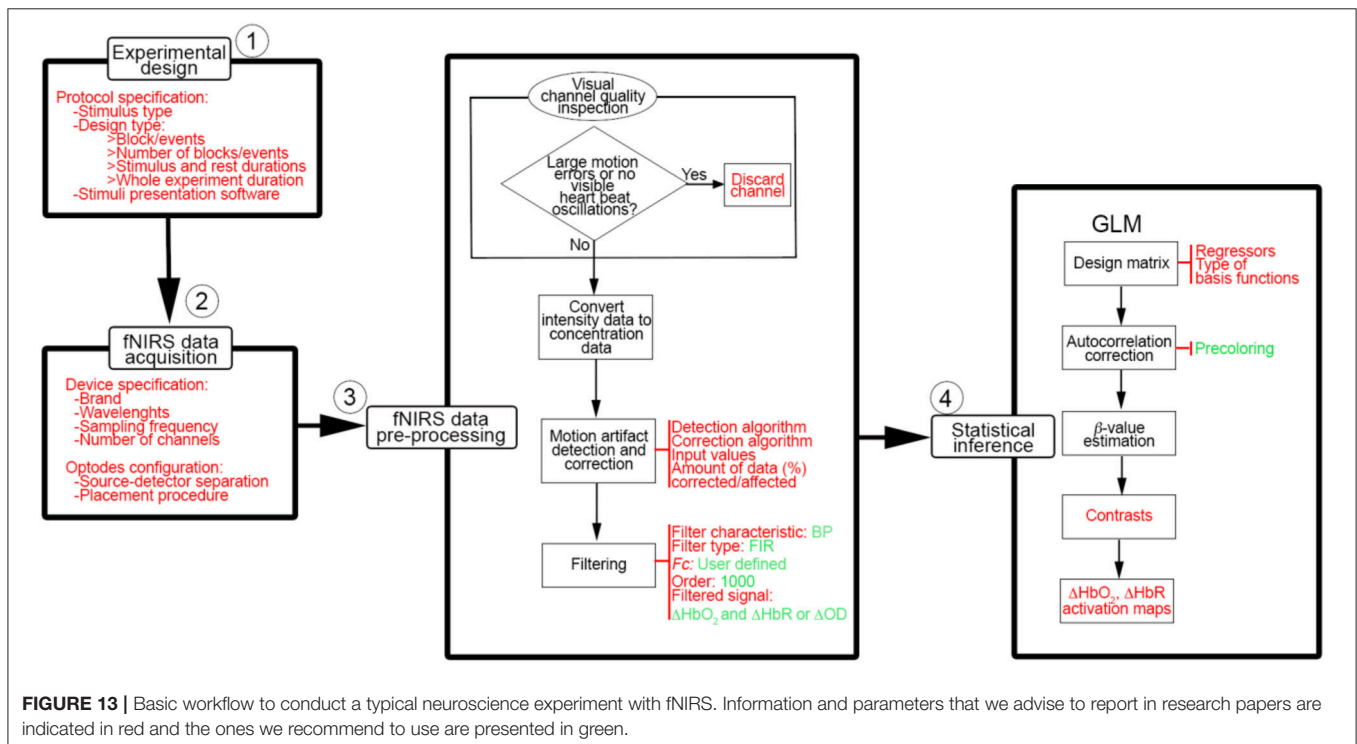 1
Experimental
design
Protocol specification:
-Stimulus type
-Design type:
>Block/events
>Number of blocks/events
>Stimulus and rest durations
>Whole experiment duration
-Stimuli presentation software
2
fNIRS data
acquisition
Device specification:
-Brand
-Wavelenghts
-Sampling frequency
-Number of channels
Optodes configuration:
-Source-detector separation
-Placement procedure
3
fNIRS data
pre-processing
Visual
channel quality
inspection
Large motion
errors or no
visible
heart beat
oscillations?
Yes
Discard
channel
No
Convert
intensity data to
concentration
data
Motion artifact
detection and
correction
Detection algorithm
Correction algorithm
Input values
Amount of data (%)
corrected/affected
Filtering
Filter characteristic: BP
Filter type: FIR
Fc: User defined
Order: 1000
Filtered signal:
ΔHbO₂ and ΔHbR or ΔOD
4
Statistical
inference
GLM
Design matrix
Regressors
Type of
basis functions
Autocorrelation
correction
Precoloring
β-value
estimation
Contrasts
ΔHbO₂, ΔHbR
activation maps
FIGURE 13 | Basic workflow to conduct a typical neuroscience experiment with fNIRS. Information and parameters that we advise to report in research papers are
indicated in red and the ones we recommend to use are presented in green.